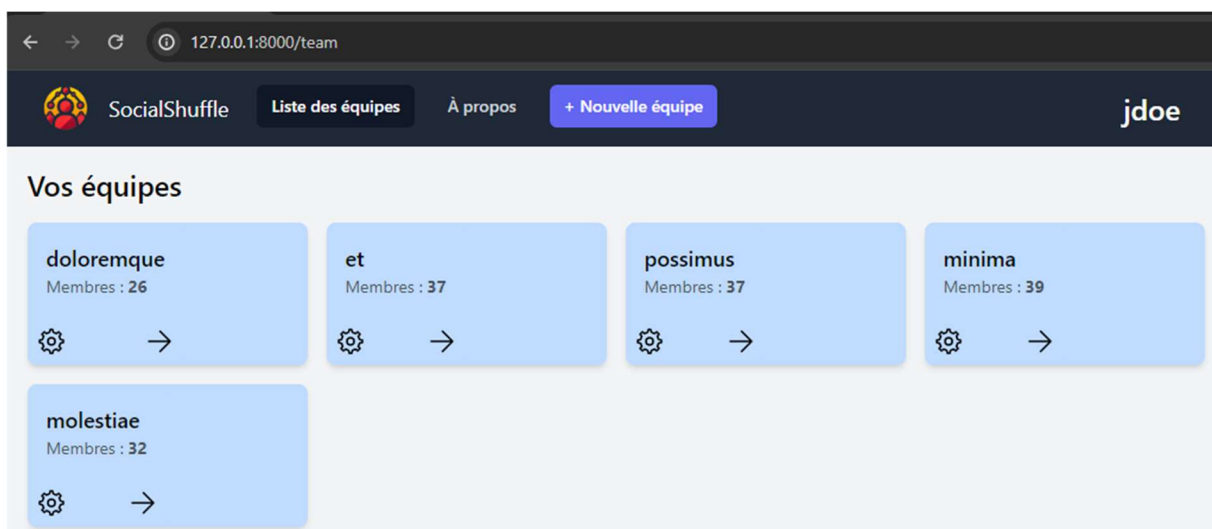 127.0.0.1:8000/team
SocialShuffle Liste des équipes À propos + Nouvelle équipe jdoe
Vos équipes
doloremque et possimus minima
Membres : 26 Membres : 37 Membres : 37 Membres : 39
molestiae
Membres : 32